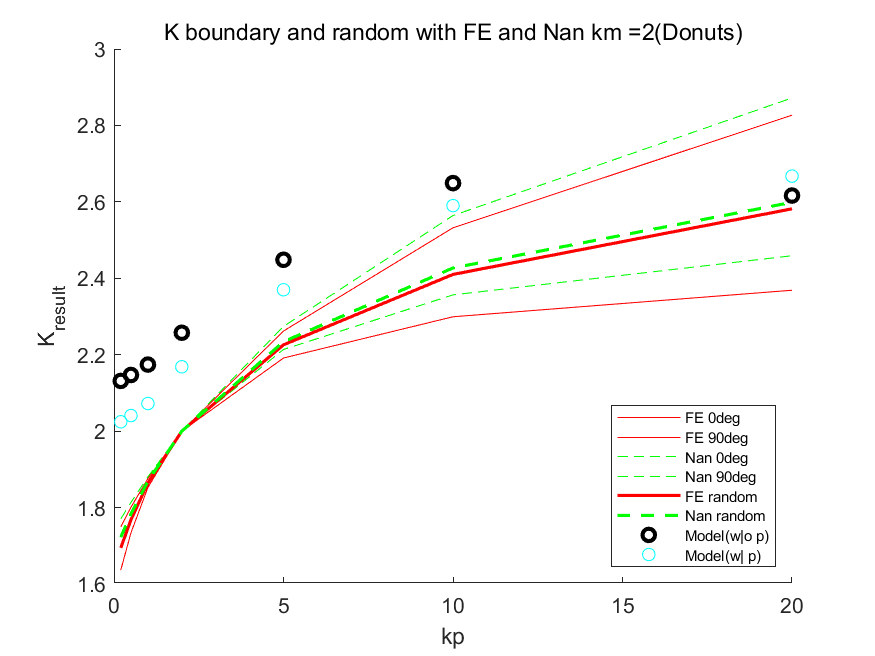 K boundary and random with FE and Nan km =2(Donuts)
3
2.8
2.6
2.4
2.2
2
1.8
1.6
K_result
0 5 10 15 20
kp
FE 0deg
FE 90deg
Nan 0deg
Nan 90deg
FE random
Nan random
Model(w|o p)
Model(w| p)